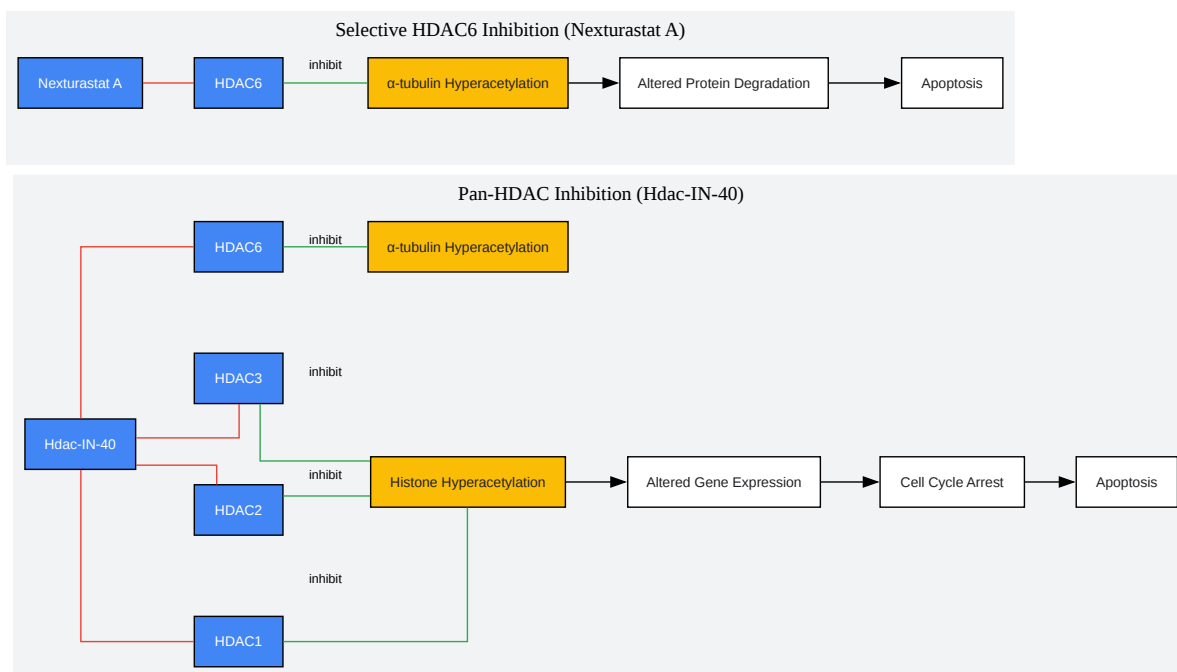 Selective HDAC6 Inhibition (Nexturastat A)
Nexturastat A
HDAC6
inhibit
α-tubulin Hyperacetylation
Altered Protein Degradation
Apoptosis
Pan-HDAC Inhibition (Hdac-IN-40)
HDAC6
inhibit
α-tubulin Hyperacetylation
HDAC3
inhibit
Hdac-IN-40
HDAC2
inhibit
Histone Hyperacetylation
Altered Gene Expression
Cell Cycle Arrest
Apoptosis
inhibit
HDAC1